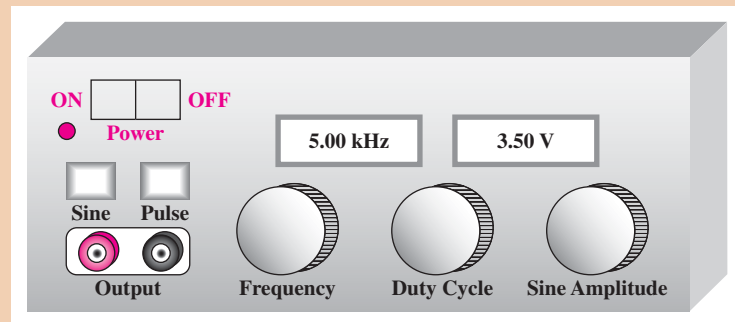 ON OFF
Power
5.00 kHz 3.50 V
Sine Pulse
Output Frequency Duty Cycle Sine Amplitude